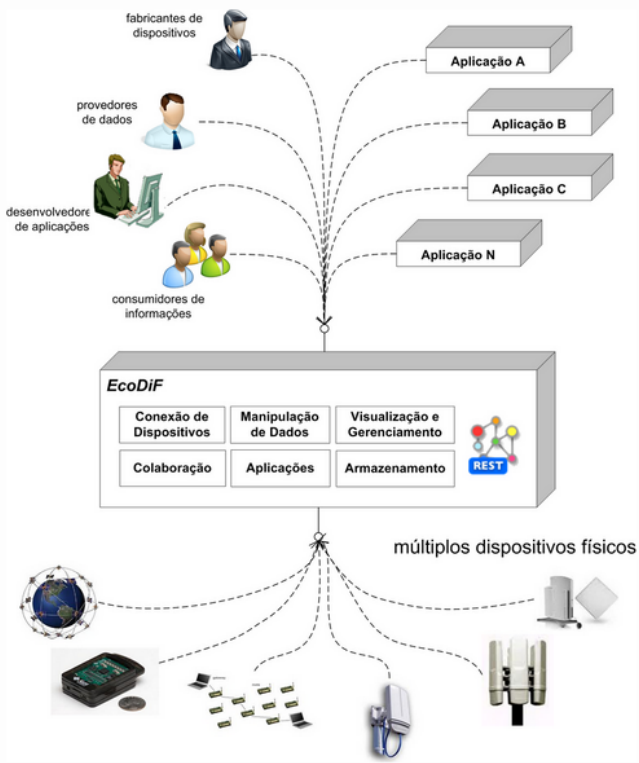 fabricantes de
dispositivos
Aplicação A
provedores
de dados
Aplicação B
Aplicação C
desenvolvedore
de aplicações
Aplicação N
consumidores de
informações
EcoDiF
Conexão de
Dispositivos
Manipulação
de Dados
Visualização e
Gerenciamento
Colaboração
Aplicações
Armazenamento
REST
múltiplos dispositivos físicos